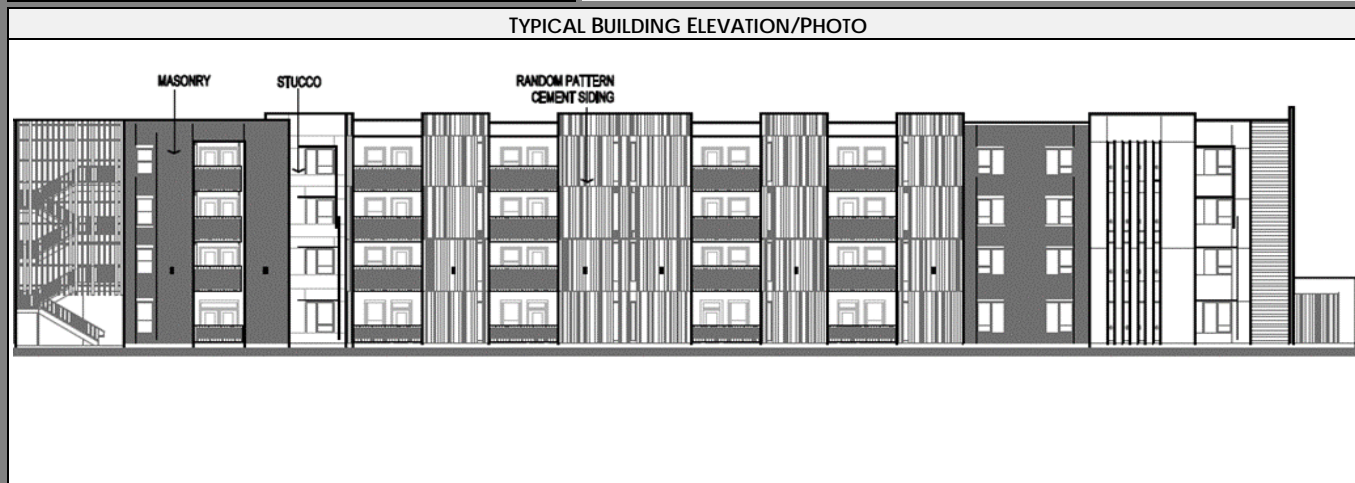 TYPICAL BUILDING ELEVATION/PHOTO
MASONRY
STUCCO
RANDOM PATTERN
CEMENT SIDING